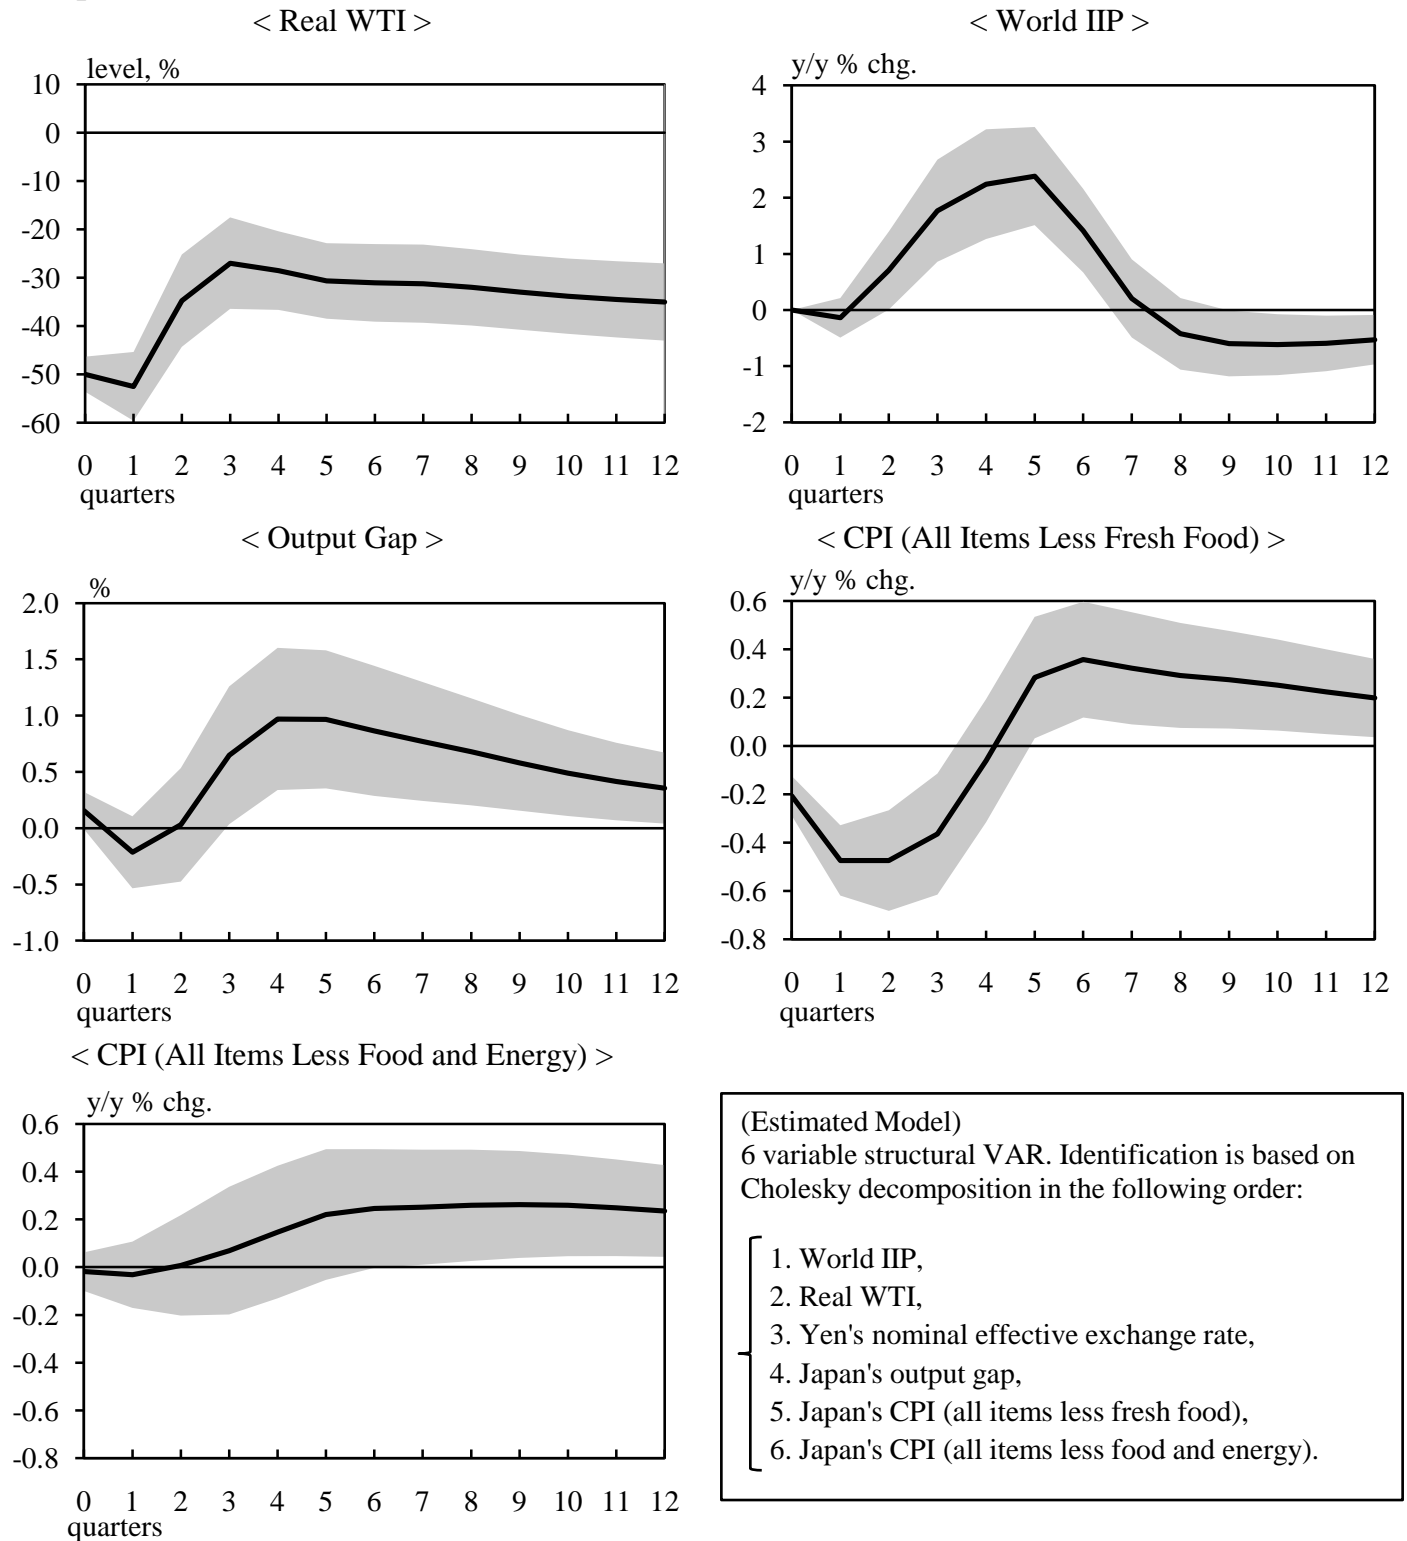 < Real WTI >
level, %
10
0
-10
-20
-30
-40
-50
-60
0 1 2 3 4 5 6 7 8 9 10 11 12
quarters
< World IIP >
y/y % chg.
4
3
2
1
0
-1
-2
0 1 2 3 4 5 6 7 8 9 10 11 12
quarters
< Output Gap >
%
2.0
1.5
1.0
0.5
0.0
-0.5
-1.0
0 1 2 3 4 5 6 7 8 9 10 11 12
quarters
< CPI (All Items Less Fresh Food) >
y/y % chg.
0.6
0.4
0.2
0.0
-0.2
-0.4
-0.6
-0.8
0 1 2 3 4 5 6 7 8 9 10 11 12
quarters
< CPI (All Items Less Food and Energy) >
y/y % chg.
0.6
0.4
0.2
0.0
-0.2
-0.4
-0.6
-0.8
0 1 2 3 4 5 6 7 8 9 10 11 12
quarters
(Estimated Model)
6 variable structural VAR. Identification is based on
Cholesky decomposition in the following order:
1. World IIP,
2. Real WTI,
3. Yen's nominal effective exchange rate,
4. Japan's output gap,
5. Japan's CPI (all items less fresh food),
6. Japan's CPI (all items less food and energy).